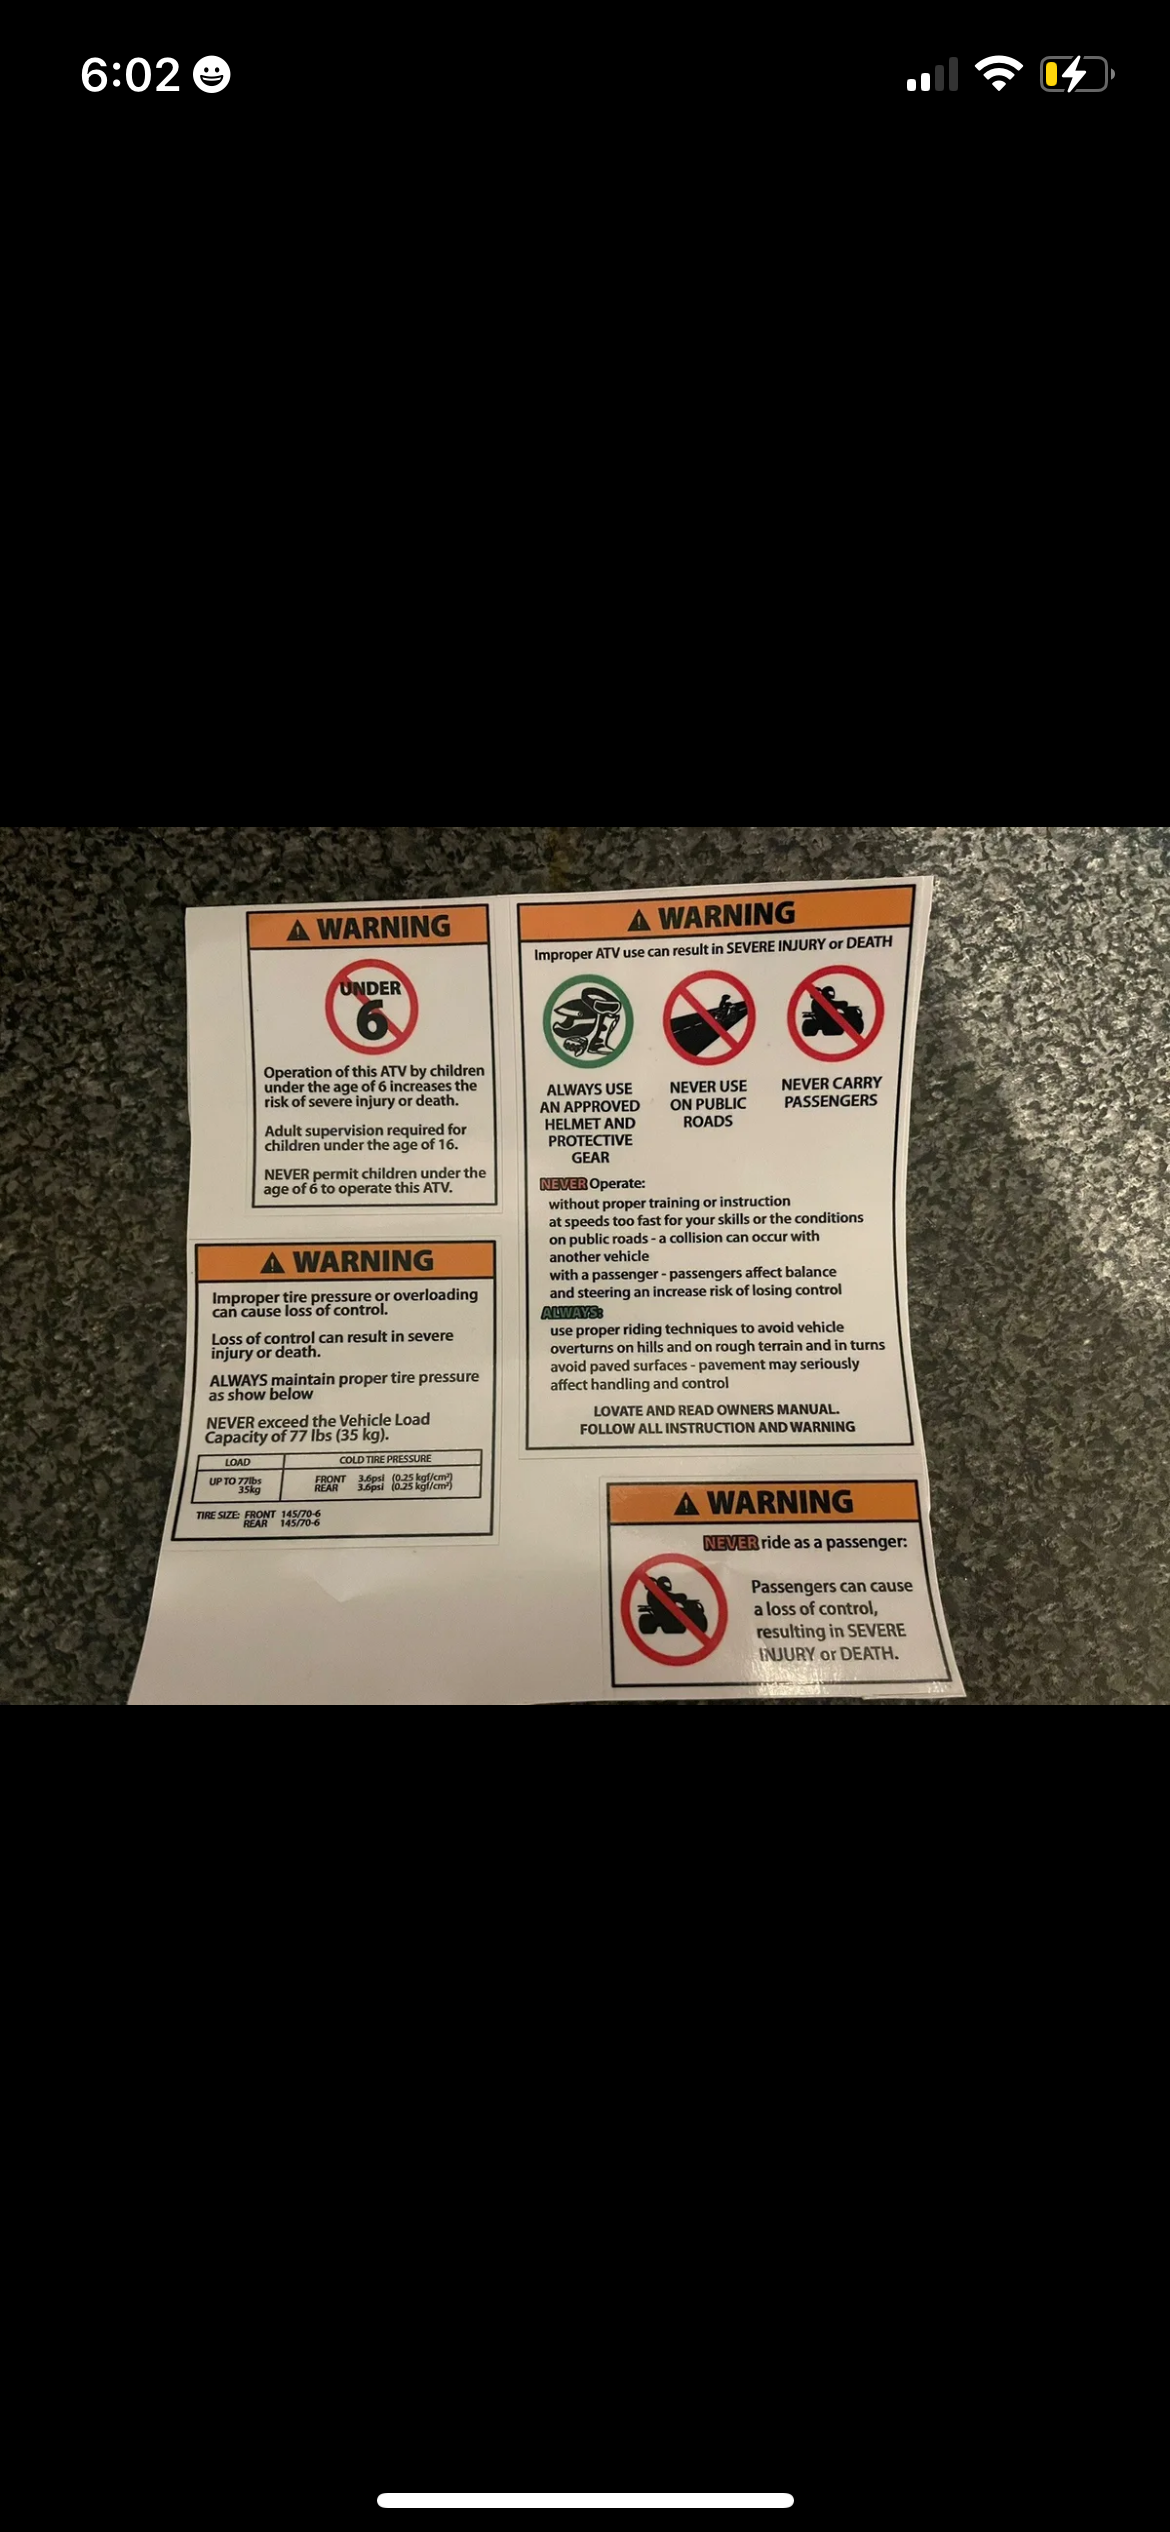 6:02
WARNING
UNDER
6
Operation of this ATV by children
under the age of 6 increases the
risk of severe injury or death.
Adult supervision required for
children under the age of 16.
NEVER permit children under the
age of 6 to operate this ATV.
WARNING
Improper tire pressure or overloading
can cause loss of control.
Loss of control can result in severe
injury or death.
ALWAYS maintain proper tire pressure
as show below
NEVER exceed the Vehicle Load
Capacity of 77 lbs (35 kg).
LOAD COLD TIRE PRESSURE
UP TO 77lbs FRONT 3.6psi (0.25 kgf/cm²)
35kg REAR 3.6psi (0.25 kgf/cm²)
TIRE SIZE: FRONT 145/70-6
REAR 145/70-6
WARNING
Improper ATV use can result in SEVERE INJURY or DEATH
ALWAYS USE
AN APPROVED
HELMET AND
PROTECTIVE
GEAR
NEVER USE
ON PUBLIC
ROADS
NEVER CARRY
PASSENGERS
NEVER Operate:
without proper training or instruction
at speeds too fast for your skills or the conditions
on public roads - a collision can occur with
another vehicle
with a passenger - passengers affect balance
and steering an increase risk of losing control
ALWAYS:
use proper riding techniques to avoid vehicle
overturns on hills and on rough terrain and in turns
avoid paved surfaces - pavement may seriously
affect handling and control
LOVATE AND READ OWNERS MANUAL.
FOLLOW ALL INSTRUCTION AND WARNING
WARNING
NEVER ride as a passenger:
Passengers can cause
a loss of control,
resulting in SEVERE
INJURY or DEATH.